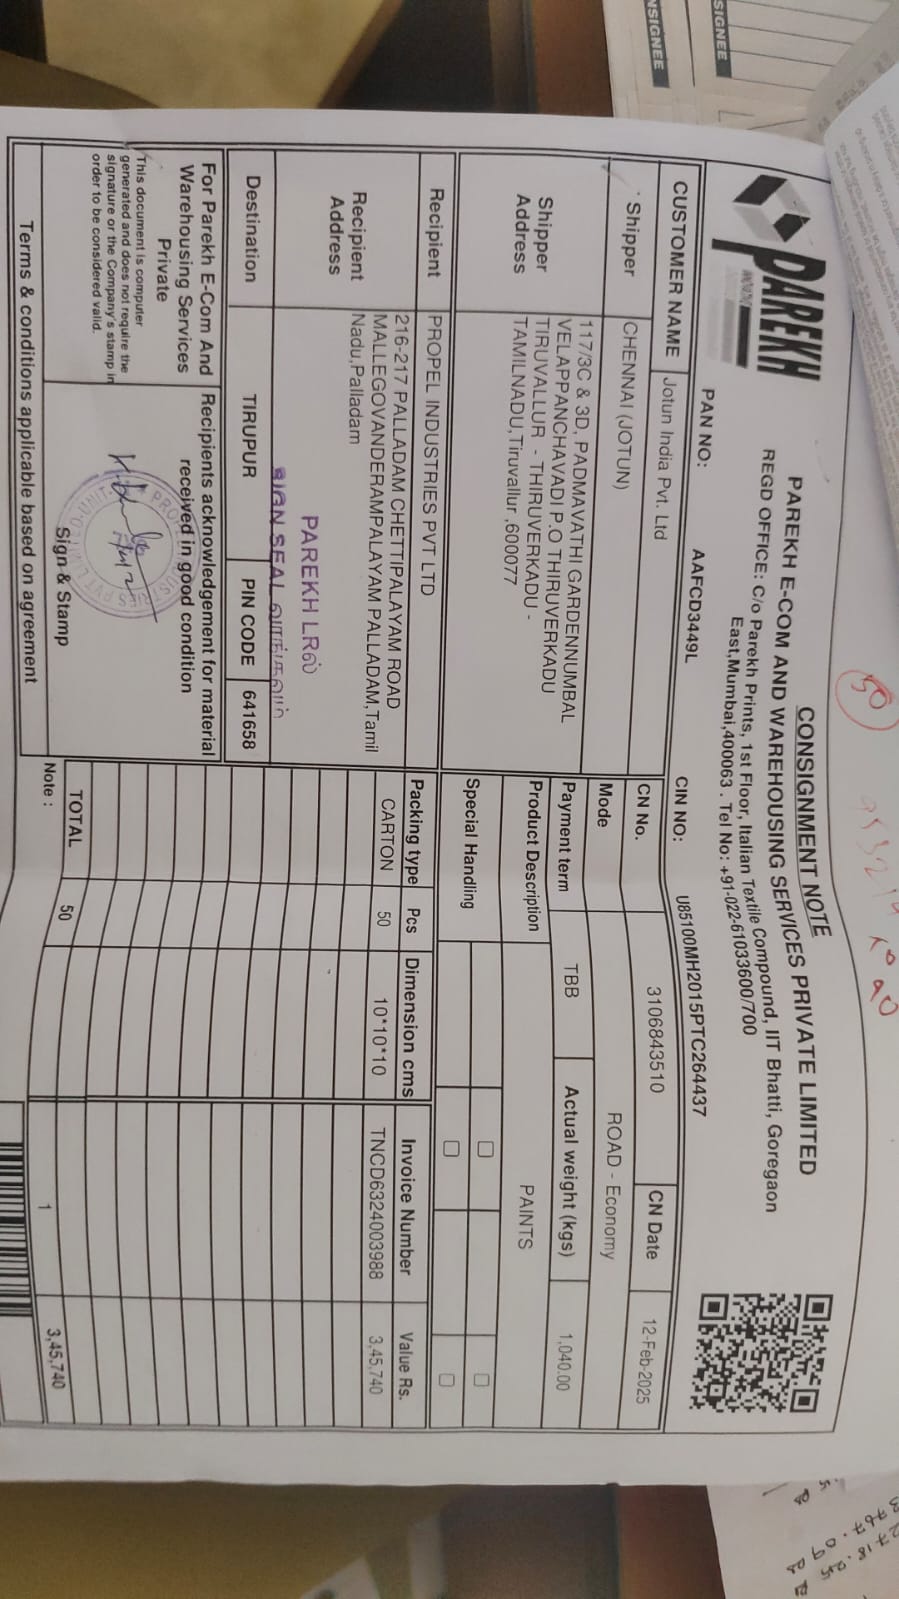 SIGNEE
NSIGNEE
50
PAREKH
CONSIGNMENT NOTE
PAREKH E-COM AND WAREHOUSING SERVICES PRIVATE LIMITED
REGD OFFICE: C/o Parekh Prints, 1st Floor, Italian Textile Compound, IIT Bhatti, Goregaon
East,Mumbai,400063 . Tel No: +91-022-61033600/700
PAN NO: AAFCD3449L CIN NO: U85100MH2015PTC264437
CUSTOMER NAME Jotun India Pvt. Ltd
CN No. 3106843510 CN Date 12-Feb-2025
Shipper CHENNAI (JOTUN)
Mode ROAD - Economy
Shipper Address
117/3C & 3D, PADMAVATHI GARDENNUMBAL
VELAPPANCHAVADI P.O THIRUVERKADU
TIRUVALLUR - THIRUVERKADU -
TAMILNADU,Tiruvallur ,600077
Payment term TBB Actual weight (kgs) 1,040.00
Product Description PAINTS
Special Handling
Recipient PROPEL INDUSTRIES PVT LTD
Recipient Address
216-217 PALLADAM CHETTIPALAYAM ROAD
MALLEGOVANDERAMPALAYAM PALLADAM,Tamil
Nadu,Palladam
Packing type Pcs Dimension cms Invoice Number Value Rs.
CARTON 50 10*10*10 TNCD6324003988 3,45,740
PAREKH LRல்
SIGN SEAL வாங்கவும்
Destination TIRUPUR PIN CODE 641658
For Parekh E-Com And
Warehousing Services
Private
Recipients acknowledgement for material
received in good condition
This document is computer
generated and does not require the
signature or the Company's stamp in
order to be considered valid.
Sign & Stamp
TOTAL 50 1 3,45,740
Note :
Terms & conditions applicable based on agreement